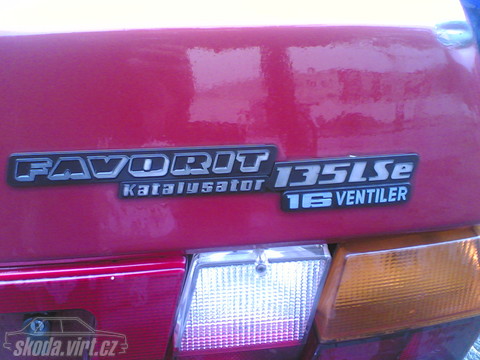 FAVORIT
Katalysator
135LSe
16 VENTILER
skoda.virt.cz